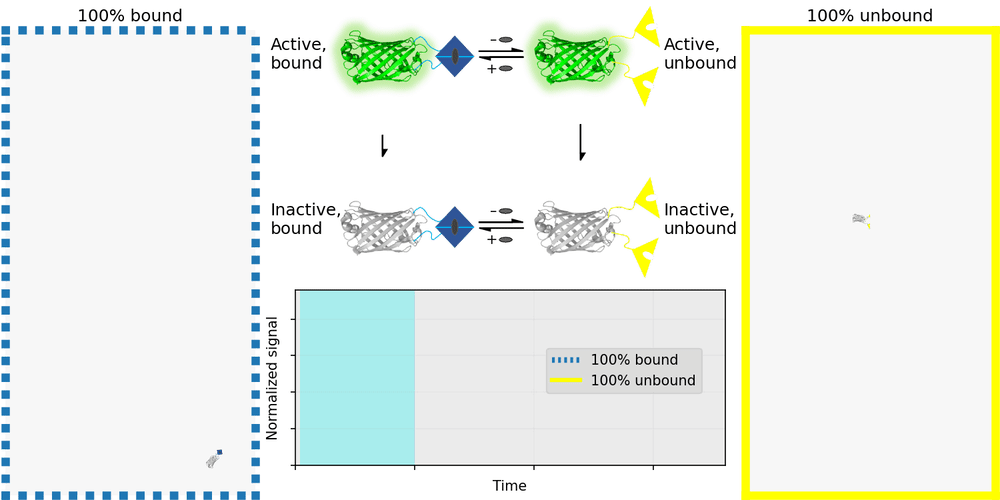 100% bound
100% unbound
Active,
bound
–
+
Active,
unbound
Inactive,
bound
–
+
Inactive,
unbound
Normalized signal
100% bound
100% unbound
Time